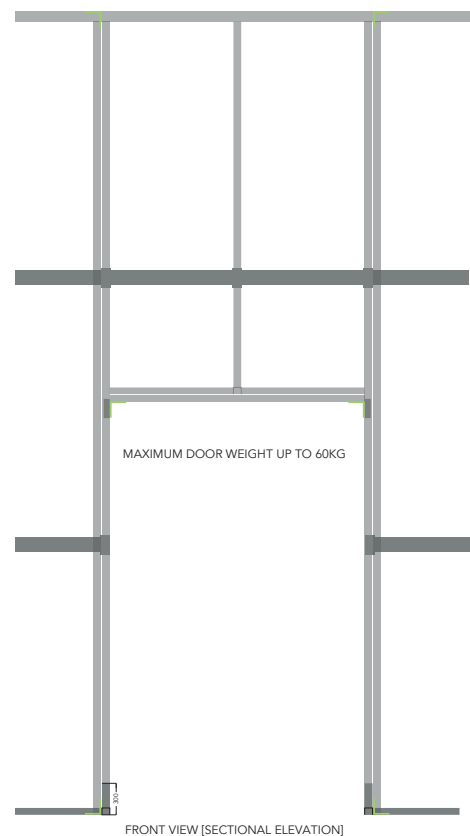 MAXIMUM DOOR WEIGHT UP TO 60KG
300
FRONT VIEW [SECTIONAL ELEVATION]